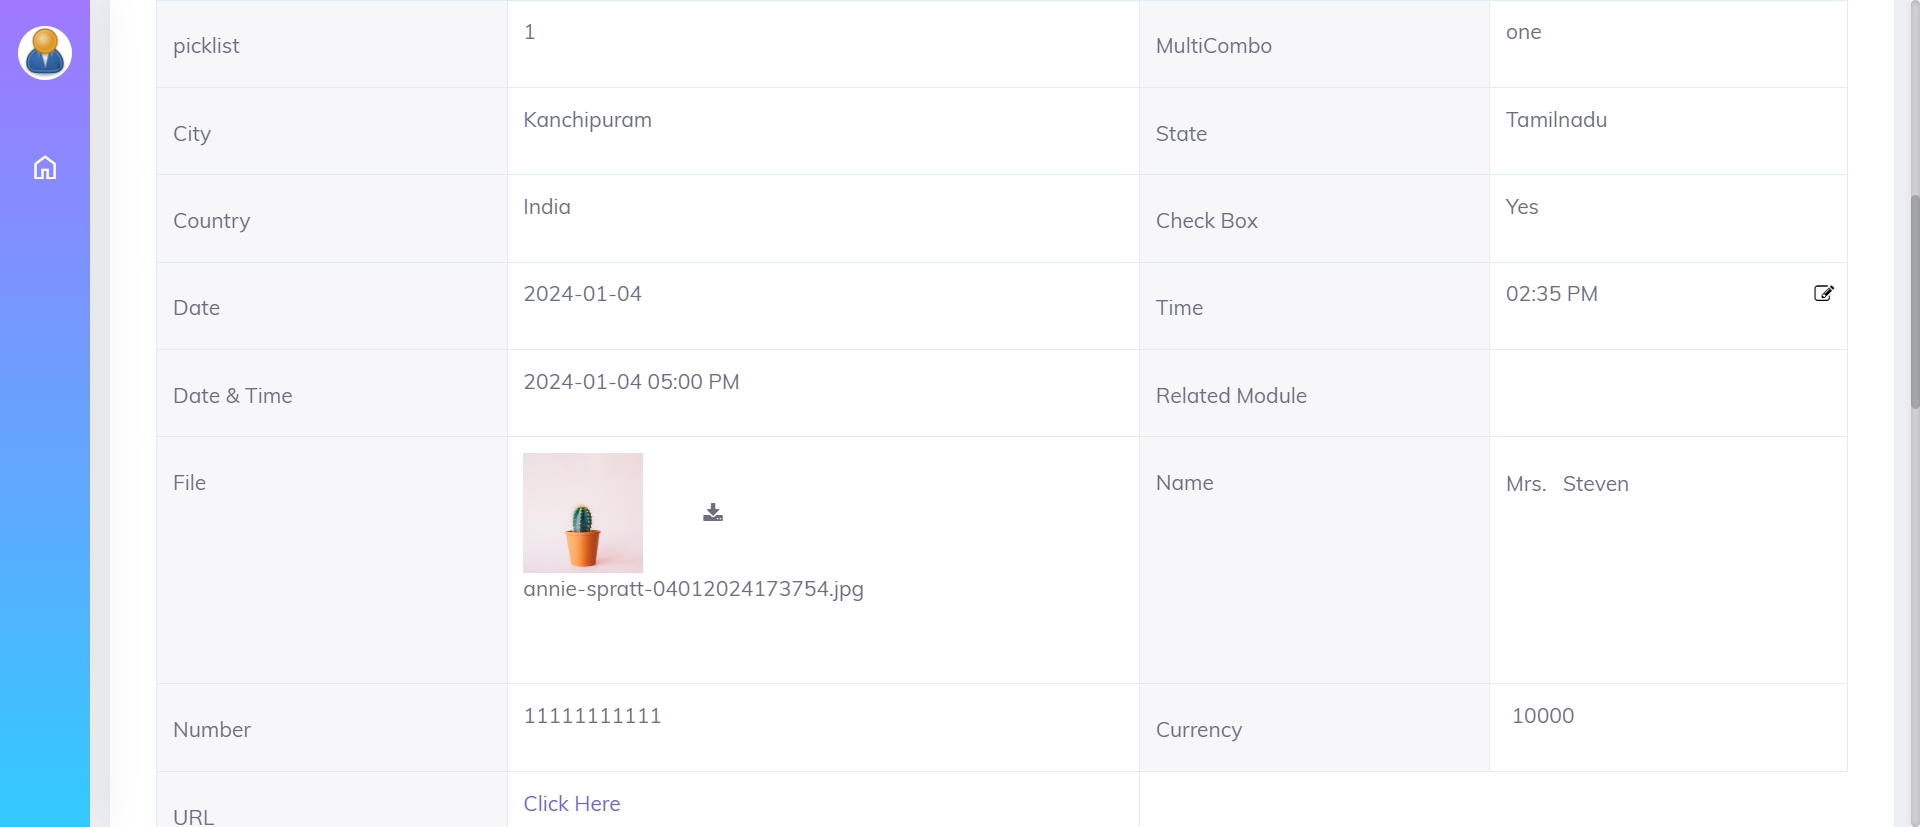 picklist 1 MultiCombo one
City Kanchipuram State Tamilnadu
Country India Check Box Yes
Date 2024-01-04 Time 02:35 PM
Date & Time 2024-01-04 05:00 PM Related Module
File Name Mrs. Steven
annie-spratt-04012024173754.jpg
Number 11111111111 Currency 10000
URL Click Here